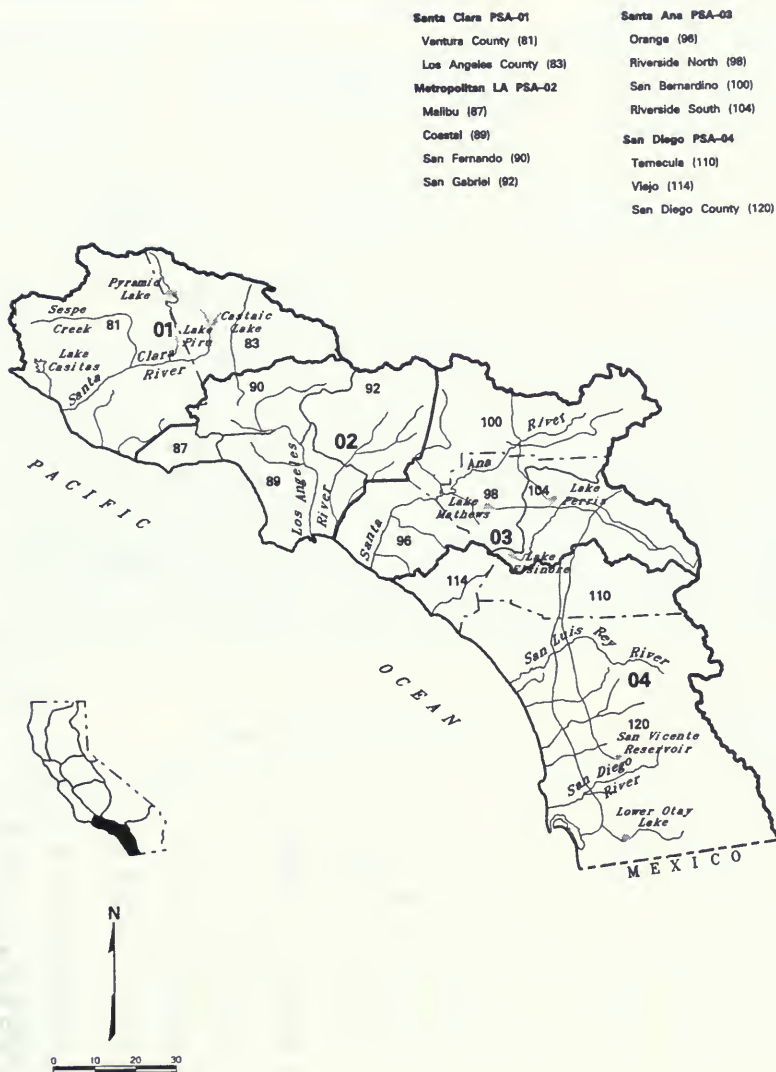 Santa Clara PSA-01
Ventura County (81)
Los Angeles County (83)
Metropolitan LA PSA-02
Malibu (87)
Coastal (89)
San Fernando (90)
San Gabriel (92)
Santa Ana PSA-03
Orange (96)
Riverside North (98)
San Bernardino (100)
Riverside South (104)
San Diego PSA-04
Temecula (110)
Viejo (114)
San Diego County (120)
Pyramid
Lake
Sespe
Creek
81
01
Lake
Piru
Castaic
Lake
83
Lake
Casitas
Santa
Clara
River
90
92
02
87
89
Los Angeles
River
100
River
Ana
Santa
Lake
Mathews
98
104
Lake
Perris
03
96
Lake
Elsinore
114
110
San Luis Rey
River
04
120
San Vicente
Reservoir
San Diego
River
Lower Otay
Lake
MEXICO
PACIFIC
OCEAN
N
0 10 20 30